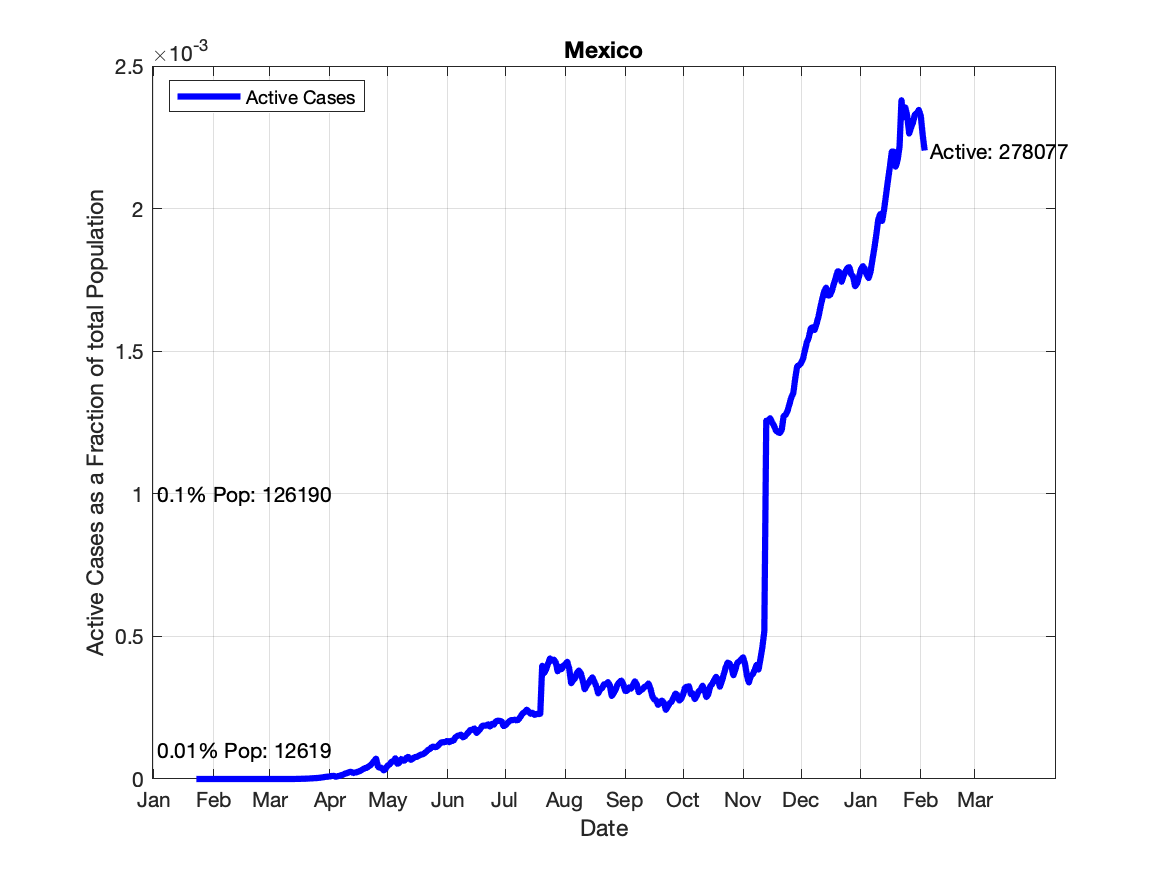 Mexico
×10-3
2.5
2
1.5
1
0.5
0
Active Cases
Active: 278077
0.1% Pop: 126190
0.01% Pop: 12619
Active Cases as a Fraction of total Population
Jan Feb Mar Apr May Jun Jul Aug Sep Oct Nov Dec Jan Feb Mar
Date